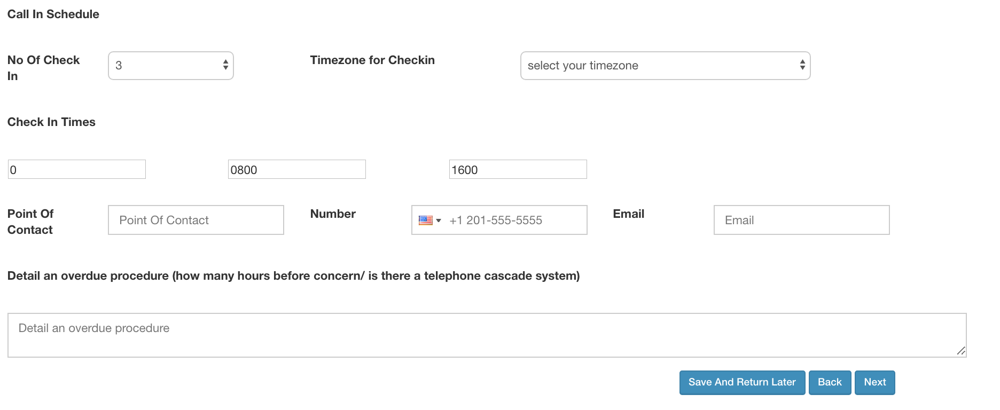 Call In Schedule
No Of Check
In
3
Timezone for Checkin
select your timezone
Check In Times
0
0800
1600
Point Of
Contact
Point Of Contact
Number
+1 201-555-5555
Email
Email
Detail an overdue procedure (how many hours before concern/ is there a telephone cascade system)
Detail an overdue procedure
Save And Return Later
Back
Next